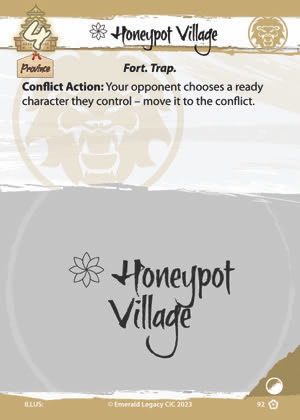 4
Honeypot Village
Province
Fort. Trap.
Conflict Action: Your opponent chooses a ready
character they control – move it to the conflict.
Honeypot
Village
ILLUS:
© Emerald Legacy CIC 2023
92